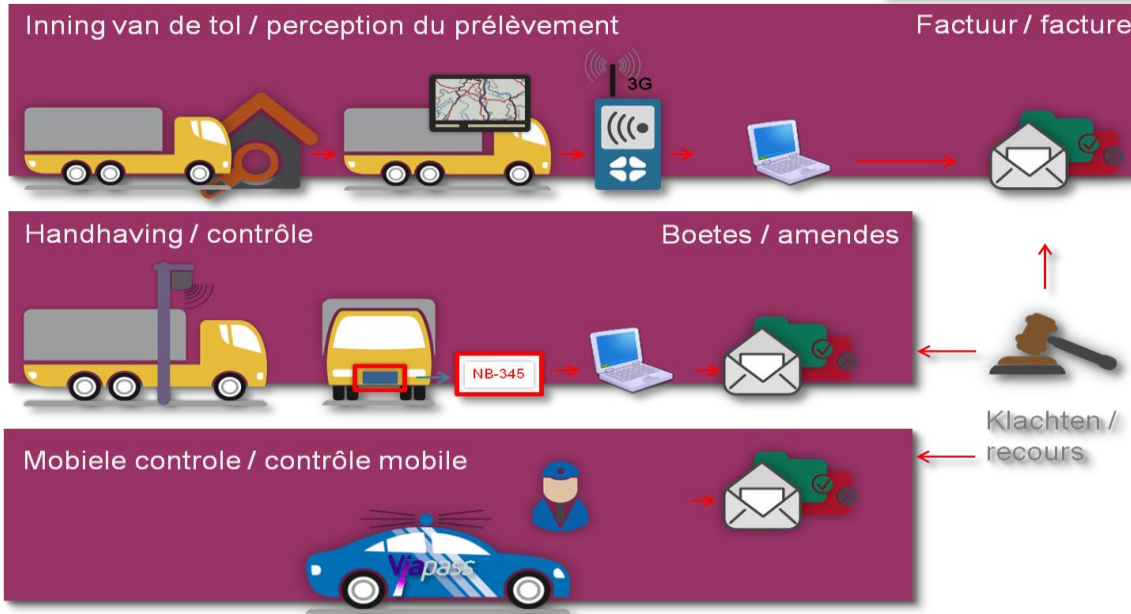 Inning van de tol / perception du prélèvement
Factuur / facture
3G
Handhaving / contrôle
Boetes / amendes
NB-345
Klachten /
recours
Mobiele controle / contrôle mobile
Viapass